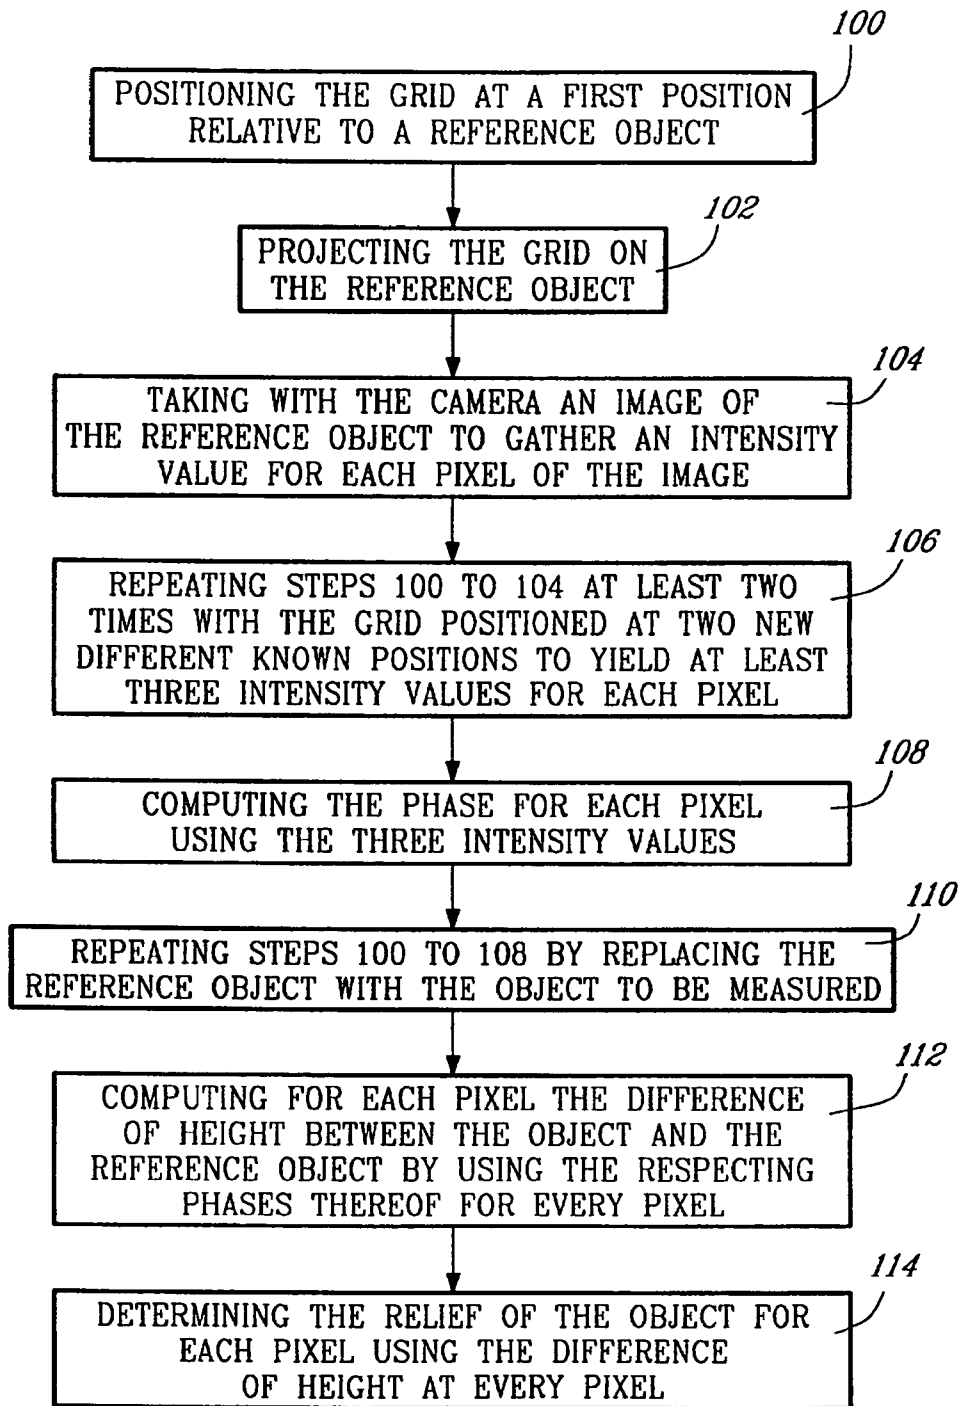 100
POSITIONING THE GRID AT A FIRST POSITION
RELATIVE TO A REFERENCE OBJECT
102
PROJECTING THE GRID ON
THE REFERENCE OBJECT
104
TAKING WITH THE CAMERA AN IMAGE OF
THE REFERENCE OBJECT TO GATHER AN INTENSITY
VALUE FOR EACH PIXEL OF THE IMAGE
106
REPEATING STEPS 100 TO 104 AT LEAST TWO
TIMES WITH THE GRID POSITIONED AT TWO NEW
DIFFERENT KNOWN POSITIONS TO YIELD AT LEAST
THREE INTENSITY VALUES FOR EACH PIXEL
108
COMPUTING THE PHASE FOR EACH PIXEL
USING THE THREE INTENSITY VALUES
110
REPEATING STEPS 100 TO 108 BY REPLACING THE
REFERENCE OBJECT WITH THE OBJECT TO BE MEASURED
112
COMPUTING FOR EACH PIXEL THE DIFFERENCE
OF HEIGHT BETWEEN THE OBJECT AND THE
REFERENCE OBJECT BY USING THE RESPECTING
PHASES THEREOF FOR EVERY PIXEL
114
DETERMINING THE RELIEF OF THE OBJECT FOR
EACH PIXEL USING THE DIFFERENCE
OF HEIGHT AT EVERY PIXEL